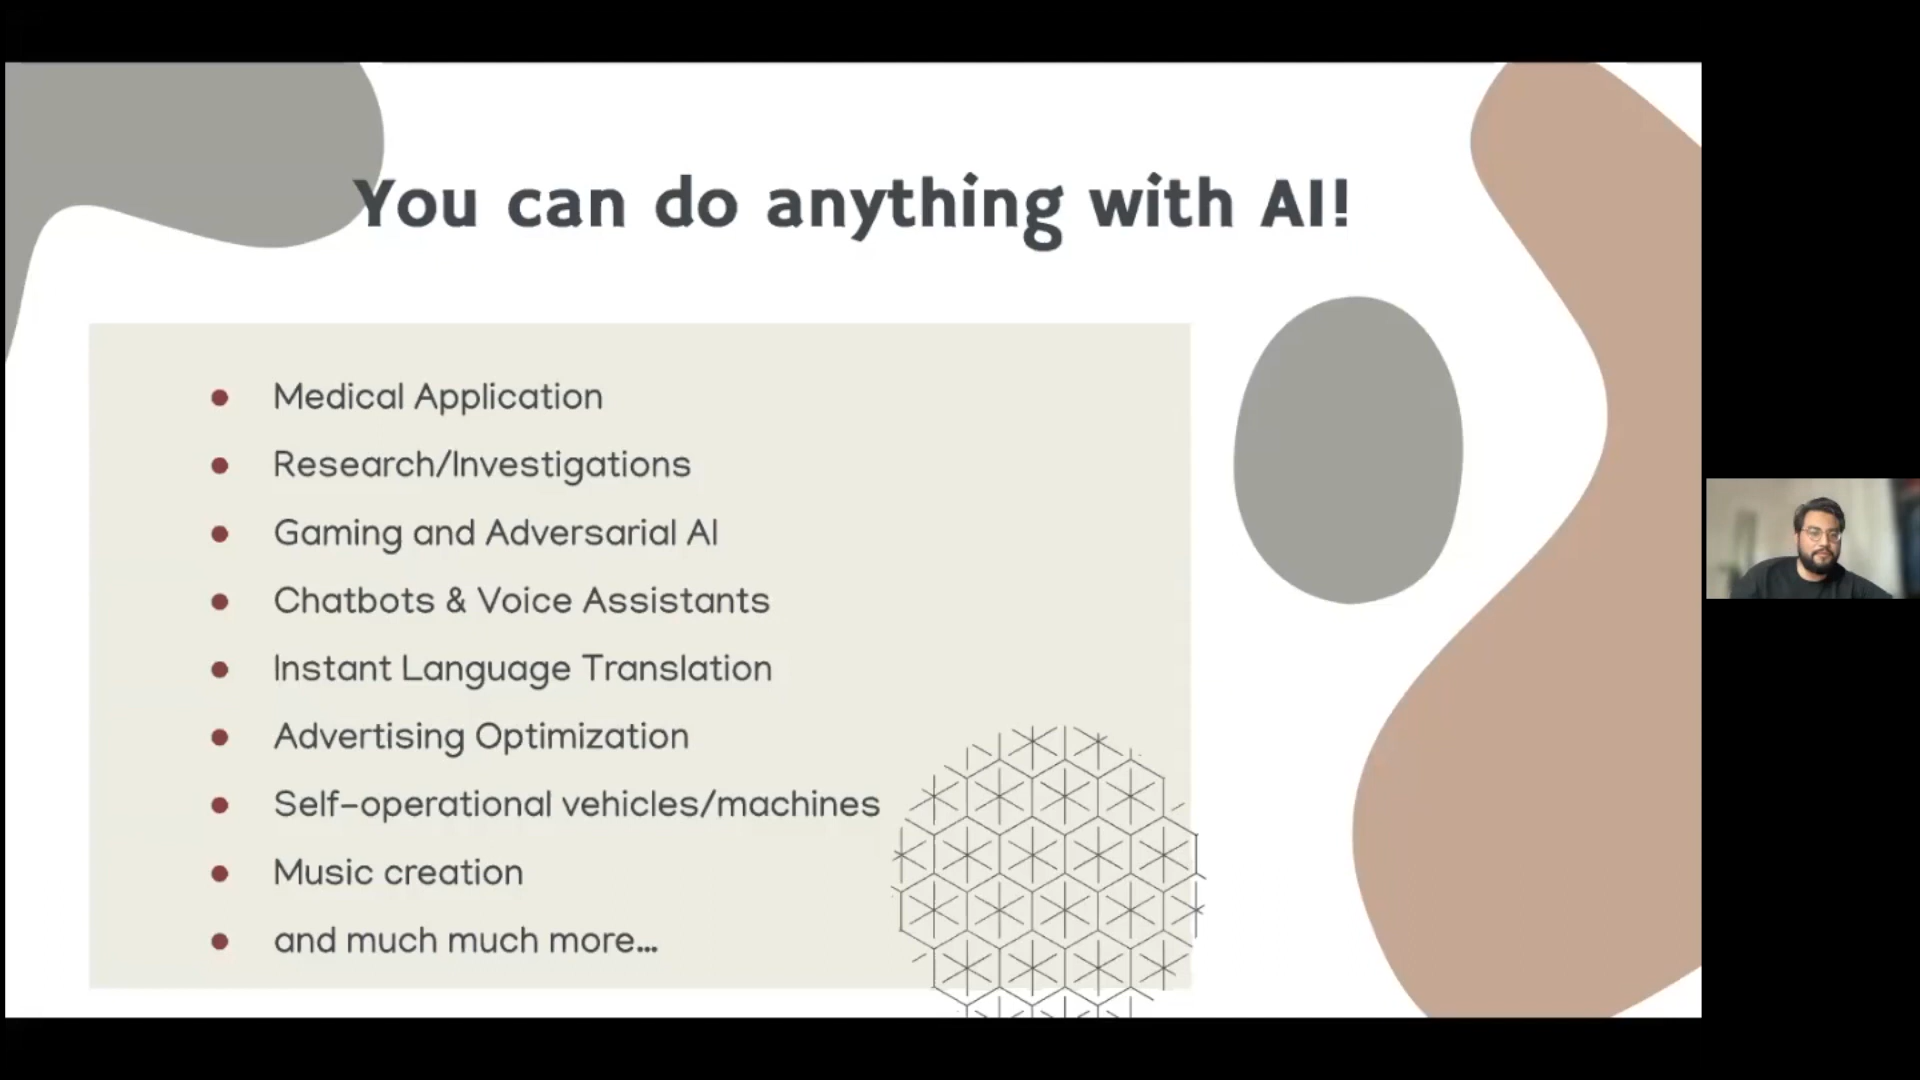 You can do anything with AI!
Medical Application
Research/Investigations
Gaming and Adversarial AI
Chatbots & Voice Assistants
Instant Language Translation
Advertising Optimization
Self-operational vehicles/machines
Music creation
and much much more...